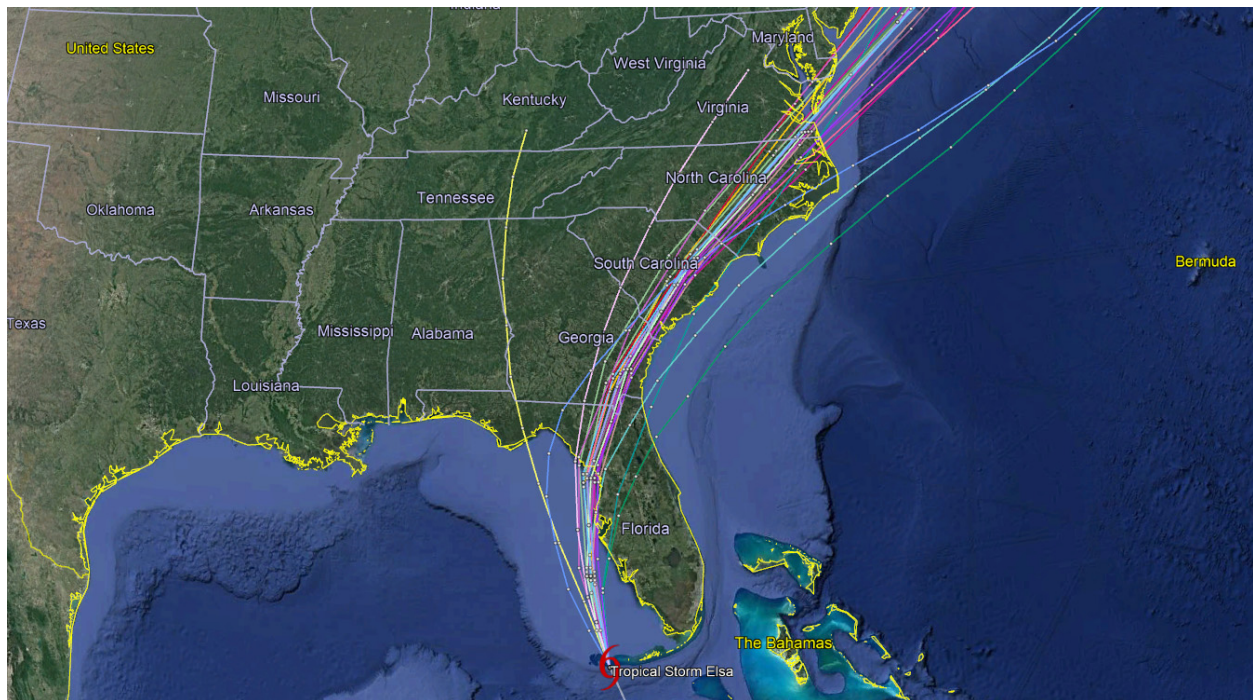 Indiana
United States
Maryland
West Virginia
Missouri
Kentucky
Virginia
North Carolina
Tennessee
Oklahoma
Arkansas
South Carolina
Bermuda
Texas
Mississippi
Alabama
Georgia
Louisiana
Florida
The Bahamas
Tropical Storm Elsa